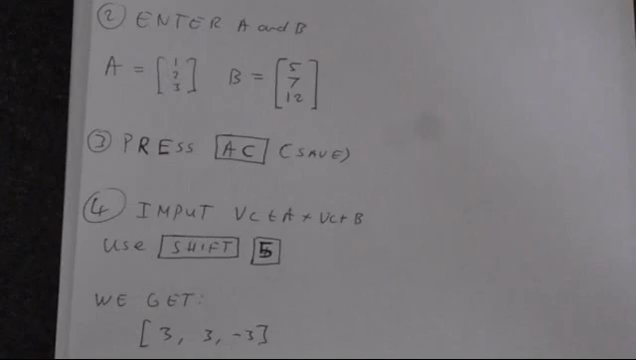 ② ENTER A and B
A = [1 2 3] B = [5 7 12]
③ PRESS AC (SAVE)
④ INPUT VctA × VctB
Use SHIFT 5
WE GET:
[3, 3, -3]